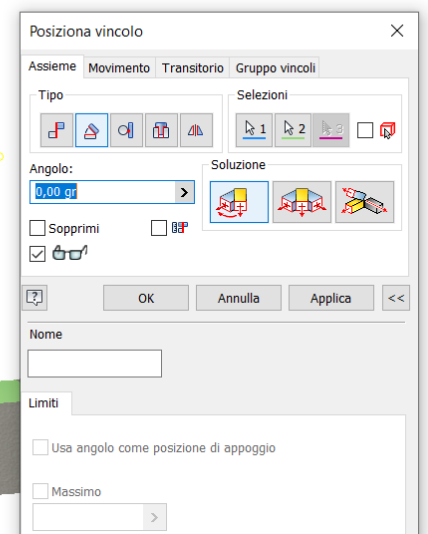 Posiziona vincolo
Assieme Movimento Transitorio Gruppo vincoli
Tipo
Selezioni
1 2 3
Angolo:
Soluzione
0,00 gr
Sopprimi
OK Annulla Applica <<
Nome
Limiti
Usa angolo come posizione di appoggio
Massimo